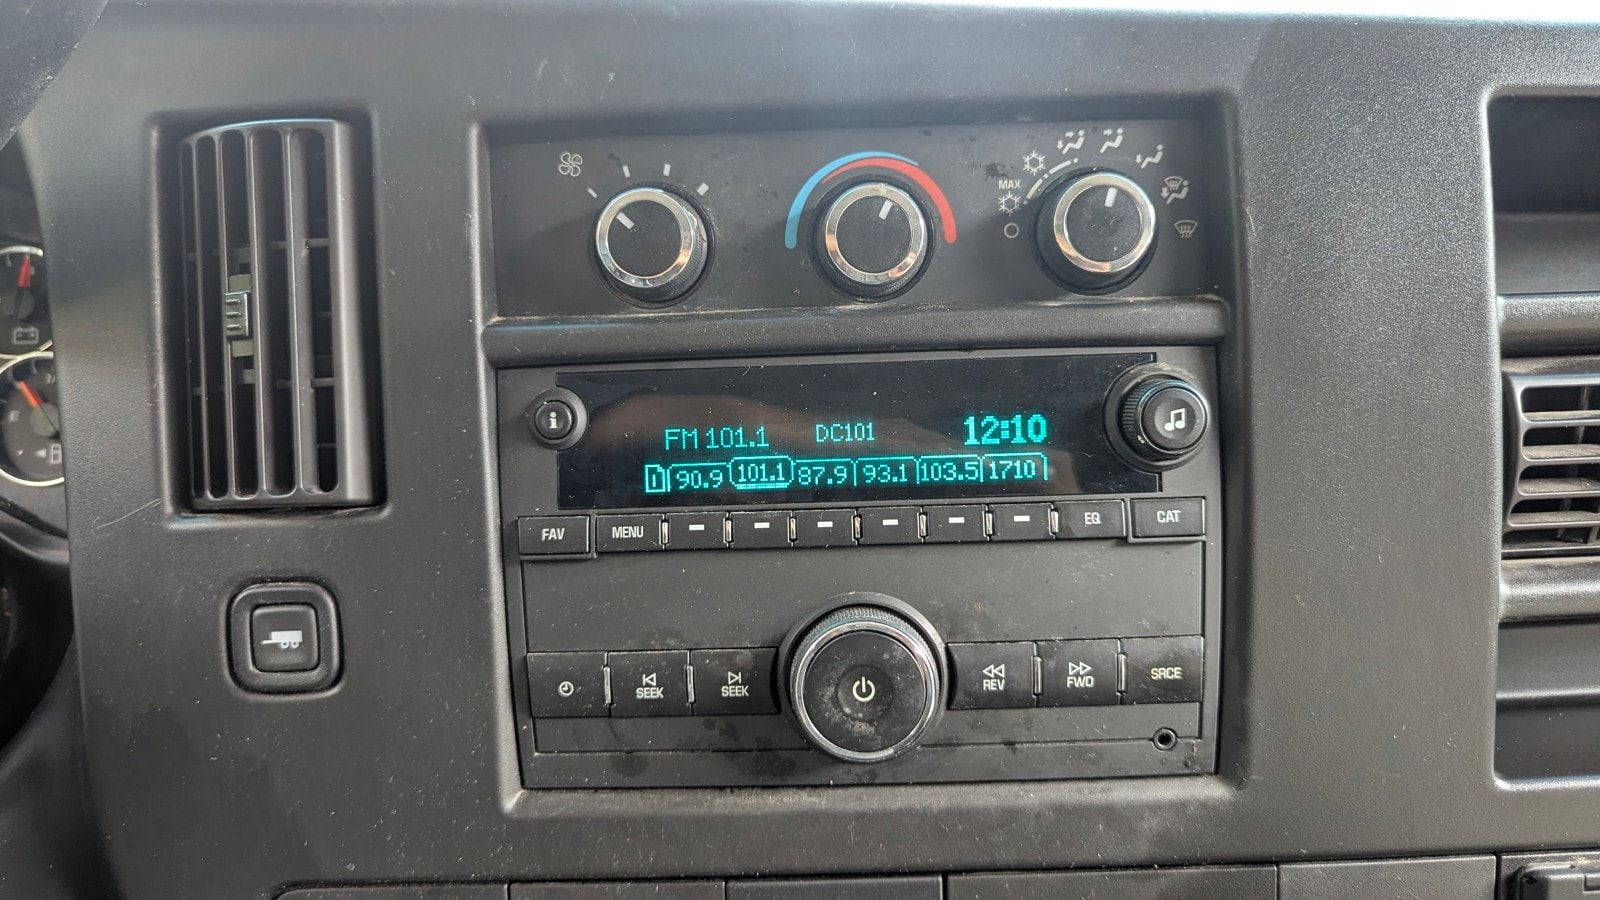 MAX
i
FM 101.1 DC101 12:10
1 90.9 101.1 87.9 93.1 103.5 1710
FAV MENU EQ CAT
SEEK SEEK REV FWD SRCE